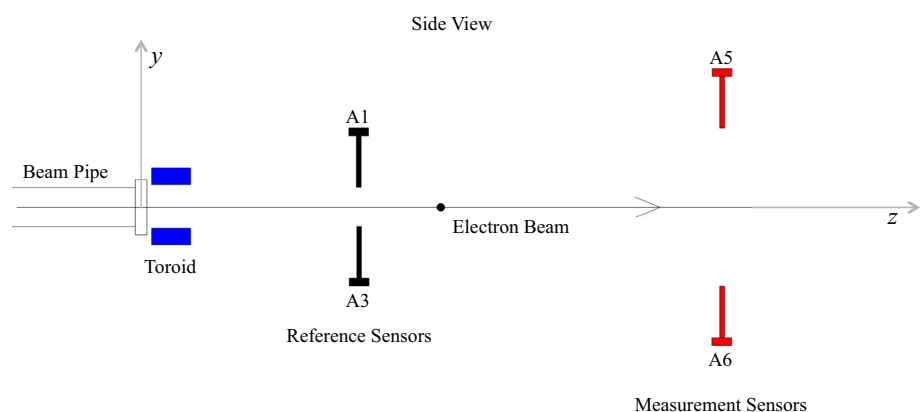 Side View
y
A5
A1
Beam Pipe
Electron Beam
z
Toroid
A3
Reference Sensors
A6
Measurement Sensors